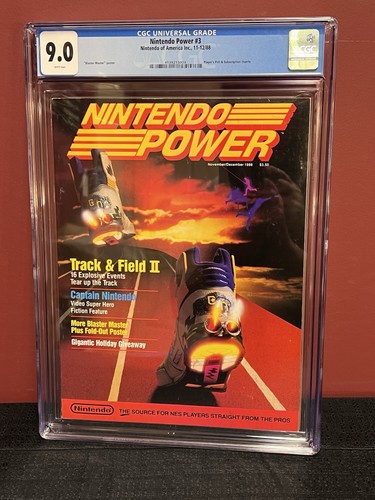 CGC UNIVERSAL GRADE
9.0
Nintendo Power #3
Nintendo of America Inc., 11-12/88
CGC
NINTENDO
POWER
November/December 1988 $3.50
Track & Field II
16 Explosive Events
Tear up the Track
Captain Nintendo
Video Super Hero
Fiction Feature
More Blaster Master
Plus Fold-Out Poster
Gigantic Holiday Giveaway
Nintendo
THE SOURCE FOR NES PLAYERS STRAIGHT FROM THE PROS